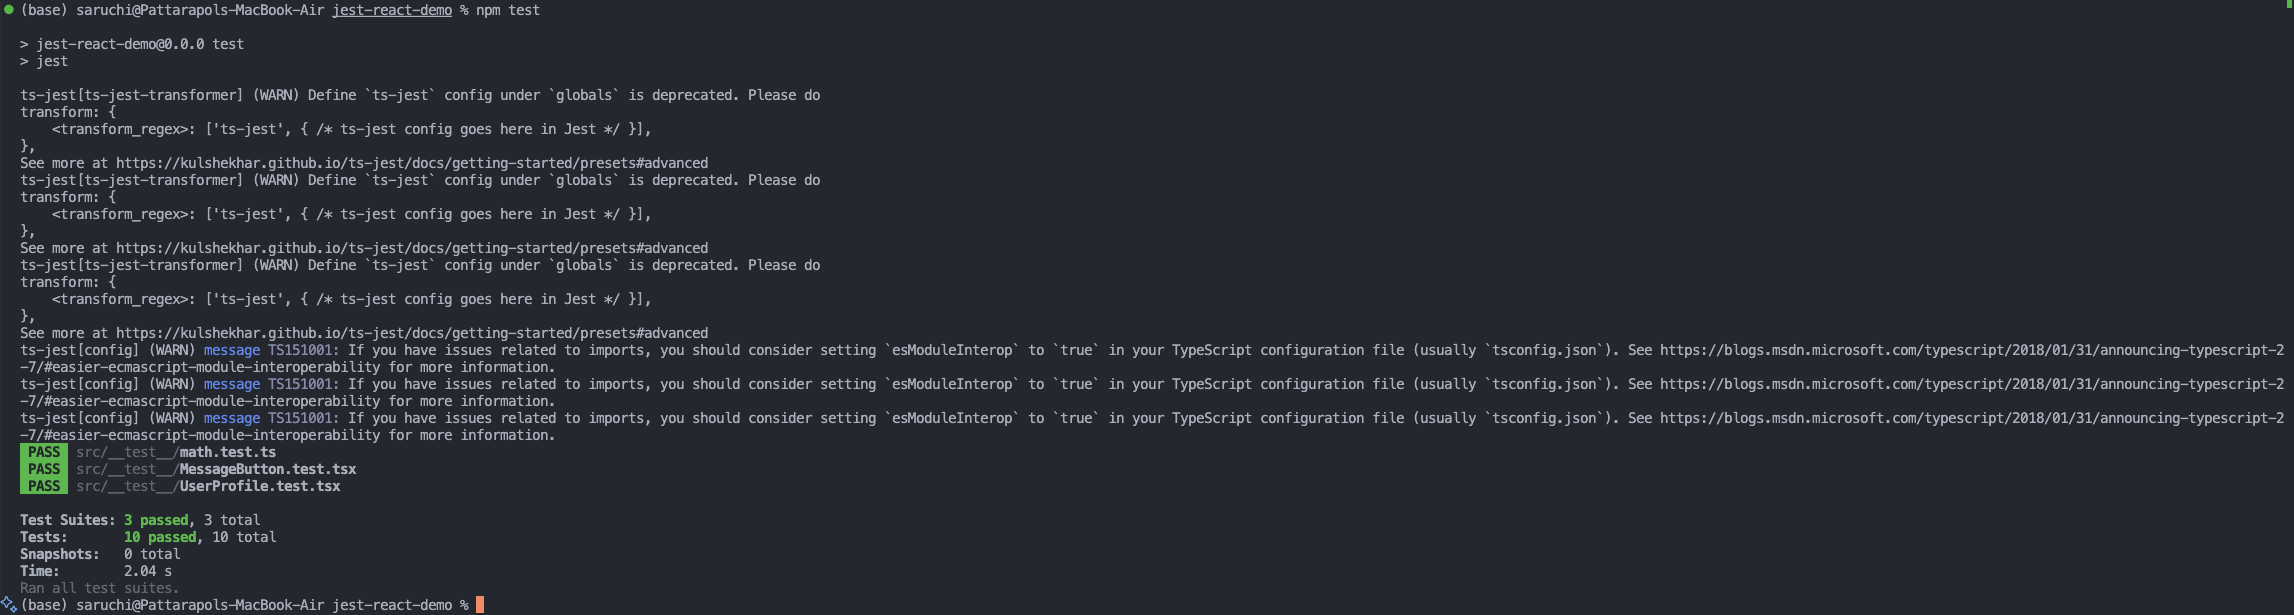 (base) saruchi@Pattarapols-MacBook-Air jest-react-demo % npm test
> jest-react-demo@0.0.0 test
> jest
ts-jest[ts-jest-transformer] (WARN) Define `ts-jest` config under `globals` is deprecated. Please do
transform: {
    <transform_regex>: ['ts-jest', { /* ts-jest config goes here in Jest */ }],
},
See more at https://kulshekhar.github.io/ts-jest/docs/getting-started/presets#advanced
ts-jest[ts-jest-transformer] (WARN) Define `ts-jest` config under `globals` is deprecated. Please do
transform: {
    <transform_regex>: ['ts-jest', { /* ts-jest config goes here in Jest */ }],
},
See more at https://kulshekhar.github.io/ts-jest/docs/getting-started/presets#advanced
ts-jest[ts-jest-transformer] (WARN) Define `ts-jest` config under `globals` is deprecated. Please do
transform: {
    <transform_regex>: ['ts-jest', { /* ts-jest config goes here in Jest */ }],
},
See more at https://kulshekhar.github.io/ts-jest/docs/getting-started/presets#advanced
ts-jest[config] (WARN) message TS151001: If you have issues related to imports, you should consider setting `esModuleInterop` to `true` in your TypeScript configuration file (usually `tsconfig.json`). See https://blogs.msdn.microsoft.com/typescript/2018/01/31/announcing-typescript-2
-7/#easier-ecmascript-module-interoperability for more information.
ts-jest[config] (WARN) message TS151001: If you have issues related to imports, you should consider setting `esModuleInterop` to `true` in your TypeScript configuration file (usually `tsconfig.json`). See https://blogs.msdn.microsoft.com/typescript/2018/01/31/announcing-typescript-2
-7/#easier-ecmascript-module-interoperability for more information.
ts-jest[config] (WARN) message TS151001: If you have issues related to imports, you should consider setting `esModuleInterop` to `true` in your TypeScript configuration file (usually `tsconfig.json`). See https://blogs.msdn.microsoft.com/typescript/2018/01/31/announcing-typescript-2
-7/#easier-ecmascript-module-interoperability for more information.
PASS src/__test__/math.test.ts
PASS src/__test__/MessageButton.test.tsx
PASS src/__test__/UserProfile.test.tsx
Test Suites: 3 passed, 3 total
Tests:       10 passed, 10 total
Snapshots:   0 total
Time:        2.04 s
Ran all test suites.
(base) saruchi@Pattarapols-MacBook-Air jest-react-demo %